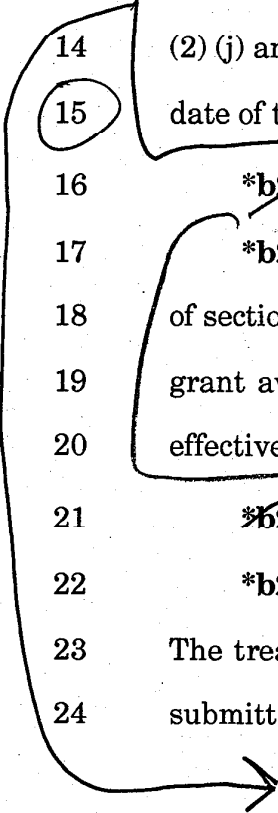 14 (2) (j) an
15 date of t
16 *b
17 *b
18 of sectio
19 grant av
20 effective
21 *b
22 *b
23 The trea
24 submitt